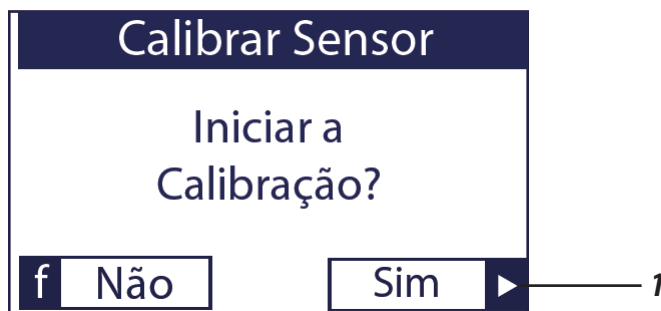 Calibrar Sensor
Iniciar a
Calibração?
f Não Sim ▶ 1